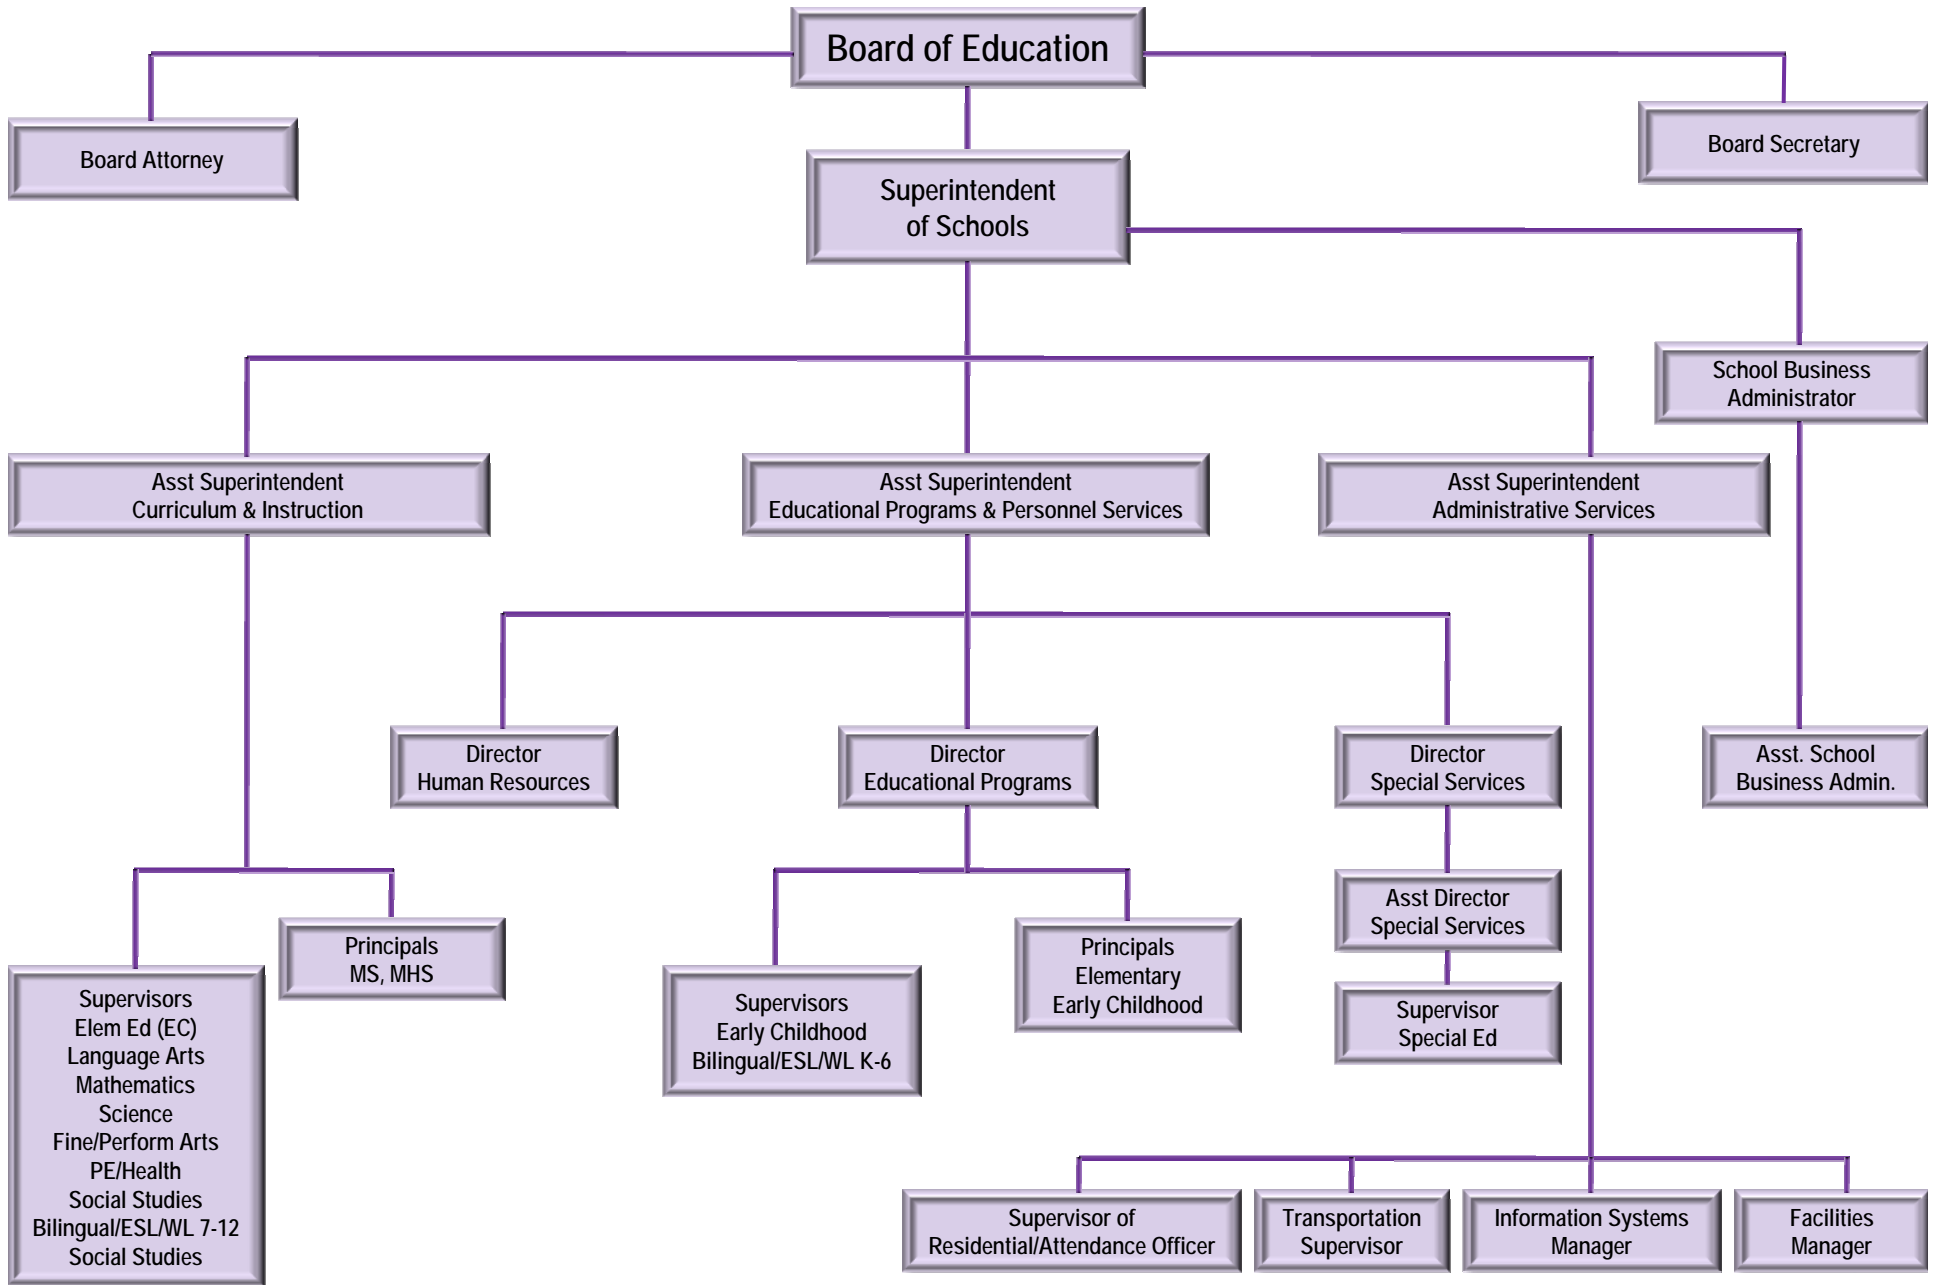 Board of Education
Board Attorney
Board Secretary
Superintendent
of Schools
School Business
Administrator
Asst Superintendent
Curriculum & Instruction
Asst Superintendent
Educational Programs & Personnel Services
Asst Superintendent
Administrative Services
Director
Human Resources
Director
Educational Programs
Director
Special Services
Asst. School
Business Admin.
Asst Director
Special Services
Principals
MS, MHS
Principals
Elementary
Early Childhood
Supervisors
Elem Ed (EC)
Language Arts
Mathematics
Science
Fine/Perform Arts
PE/Health
Social Studies
Bilingual/ESL/WL 7-12
Social Studies
Supervisors
Early Childhood
Bilingual/ESL/WL K-6
Supervisor
Special Ed
Supervisor of
Residential/Attendance Officer
Transportation
Supervisor
Information Systems
Manager
Facilities
Manager